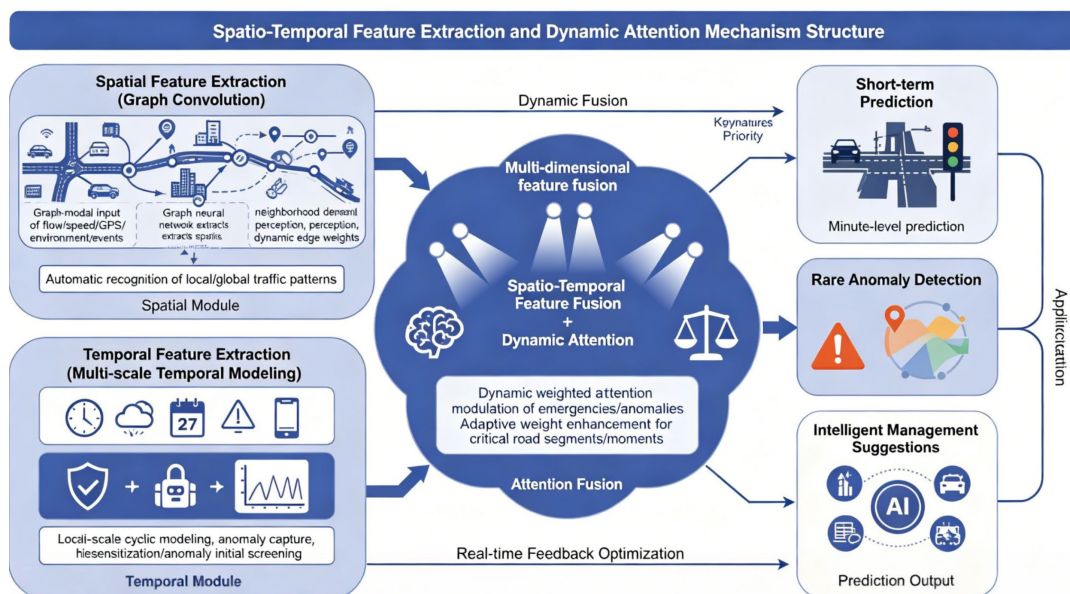 Spatio-Temporal Feature Extraction and Dynamic Attention Mechanism Structure
Spatial Feature Extraction
(Graph Convolution)
Graph-modal input
of flow/speed/GPS/
environment/events
Graph neural
network extracts
extracts
neighborhood
perception, perception,
dynamic edge weights
Automatic recognition of local/global traffic patterns
Spatial Module
Temporal Feature Extraction
(Multi-scale Temporal Modeling)
27
Local-scale cyclic modeling, anomaly capture,
hiesensitization/anomaly initial screening
Temporal Module
Dynamic Fusion
Keynatures
Priority
Multi-dimensional
feature fusion
Spatio-Temporal
Feature Fusion
+
Dynamic Attention
Dynamic weighted attention
modulation of emergencies/anomalies
Adaptive weight enhancement for
critical road segments/moments
Attention Fusion
Real-time Feedback Optimization
Short-term
Prediction
Minute-level prediction
Rare Anomaly Detection
Intelligent Management
Suggestions
AI
Prediction Output